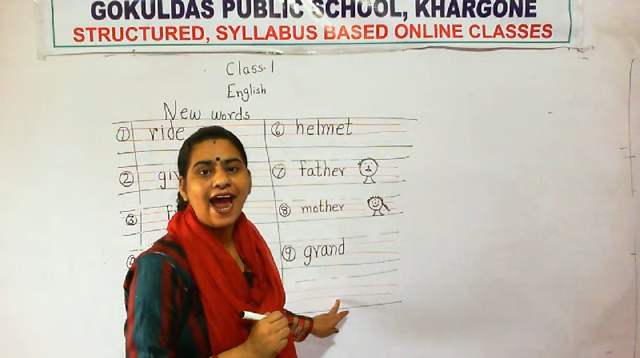 GOKULDAS PUBLIC SCHOOL, KHARGONE
STRUCTURED, SYLLABUS BASED ONLINE CLASSES
Class-1
English
New words
① ride
②
③
⑥ helmet
⑦ father
⑧ mother
⑨ grand